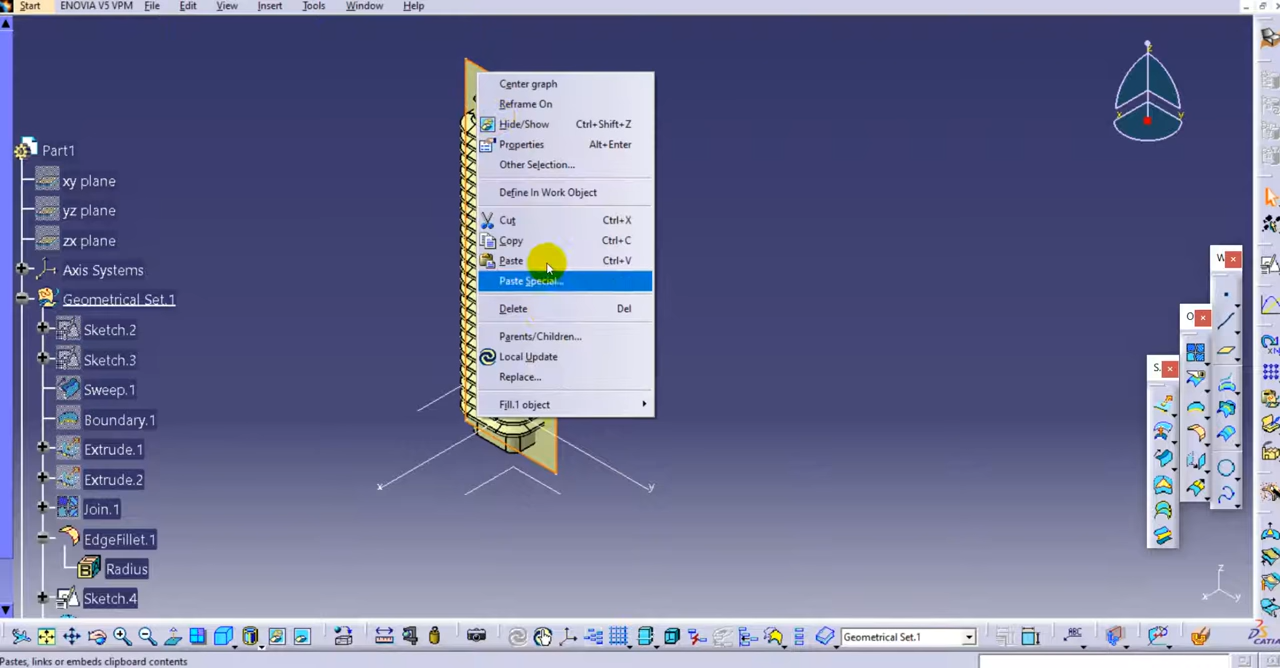 Start ENOVIA V5 VPM File Edit View Insert Tools Window Help
Center graph
Reframe On
Hide/Show Ctrl+Shift+Z
Properties Alt+Enter
Other Selection...
Define In Work Object
Cut Ctrl+X
Copy Ctrl+C
Paste Ctrl+V
Paste Special...
Delete Del
Parents/Children...
Local Update
Replace...
Fill.1 object
Part1
xy plane
yz plane
zx plane
Axis Systems
Geometrical Set.1
Sketch.2
Sketch.3
Sweep.1
Boundary.1
Extrude.1
Extrude.2
Join.1
EdgeFillet.1
Radius
Sketch.4
x
y
z
x
y
W...
O...
S...
z
x
y
Geometrical Set.1
ABC
CATIA
Pastes, links or embeds clipboard contents